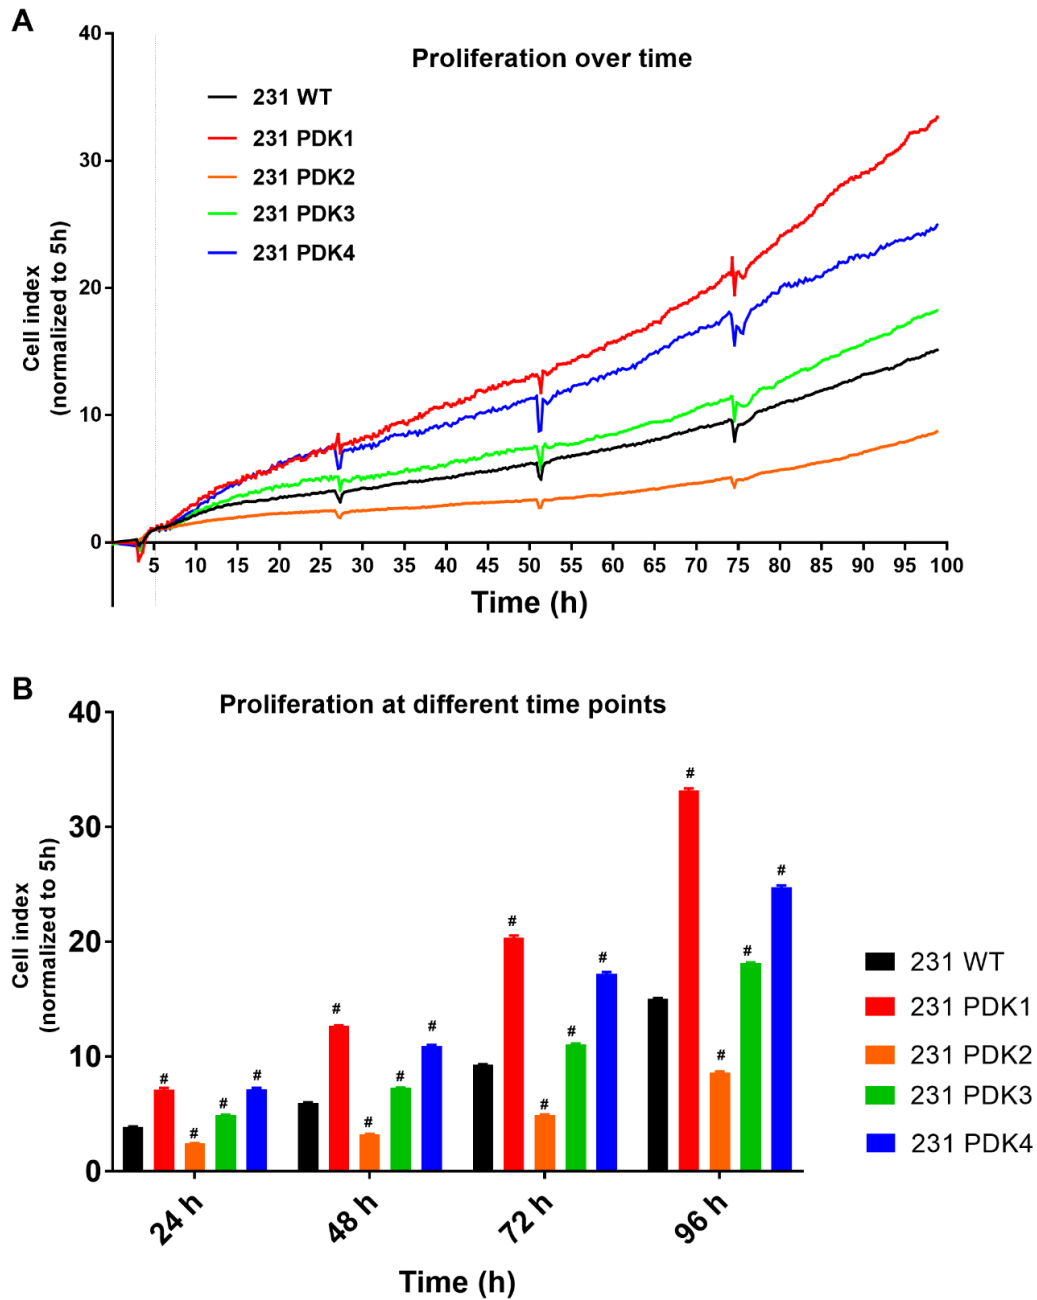 A
Proliferation over time
40
30
20
10
0
Cell index
(normalized to 5h)
231 WT
231 PDK1
231 PDK2
231 PDK3
231 PDK4
5 10 15 20 25 30 35 40 45 50 55 60 65 70 75 80 85 90 95 100
Time (h)
B
Proliferation at different time points
40
30
20
10
0
Cell index
(normalized to 5h)
# # # #
# # # #
# # # #
# # # #
24 h 48 h 72 h 96 h
Time (h)
231 WT
231 PDK1
231 PDK2
231 PDK3
231 PDK4